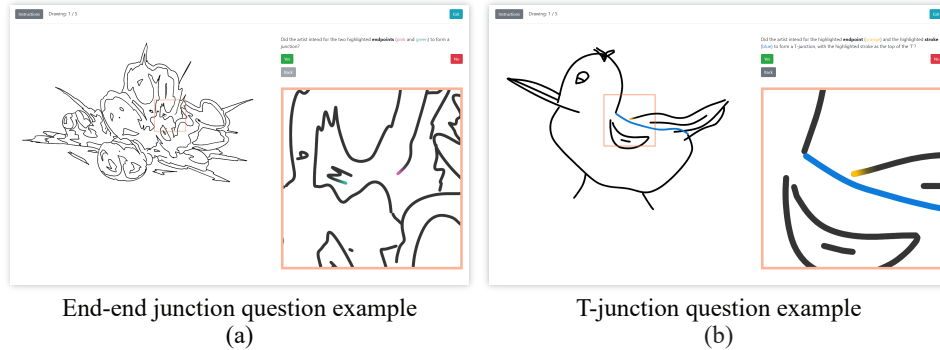 Instructions Drawing: 1 / 5 Exit
Did the artist intend for the two highlighted endpoints (pink and green) to form a
junction?
Yes No
Back
End-end junction question example
(a)
Instructions Drawing: 1 / 5 Exit
Did the artist intend for the highlighted endpoint (orange) and the highlighted stroke
(blue) to form a T-junction, with the highlighted stroke as the top of the 'T'?
Yes No
Back
T-junction question example
(b)